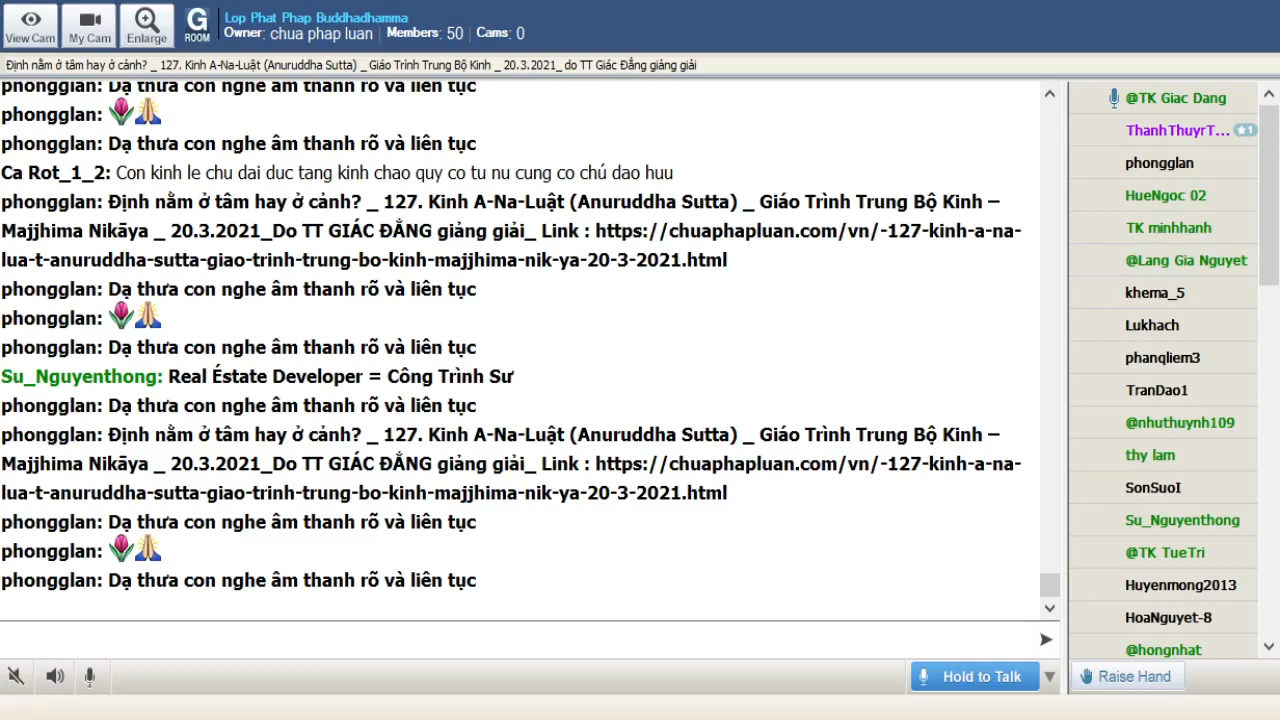 View Cam
My Cam
Enlarge
G
ROOM
Lop Phat Phap Buddhadhamma
Owner: chua phap luan | Members: 50 | Cams: 0
Định nằm ở tâm hay ở cảnh? _ 127. Kinh A-Na-Luật (Anuruddha Sutta) _ Giáo Trình Trung Bộ Kinh _ 20.3.2021_ do TT Giác Đẳng giảng giải
phongglan: Dạ thưa con nghe âm thanh rõ và liên tục
phongglan:
phongglan: Dạ thưa con nghe âm thanh rõ và liên tục
Ca Rot_1_2: Con kinh le chu dai duc tang kinh chao quy co tu nu cung co chú dao huu
phongglan: Định nằm ở tâm hay ở cảnh? _ 127. Kinh A-Na-Luật (Anuruddha Sutta) _ Giáo Trình Trung Bộ Kinh –
Majjhima Nikāya _ 20.3.2021_Do TT GIÁC ĐẲNG giảng giải_ Link : https://chuaphapluan.com/vn/-127-kinh-a-na-
lua-t-anuruddha-sutta-giao-trinh-trung-bo-kinh-majjhima-nik-ya-20-3-2021.html
phongglan: Dạ thưa con nghe âm thanh rõ và liên tục
phongglan:
phongglan: Dạ thưa con nghe âm thanh rõ và liên tục
Su_Nguyenthong: Real Éstate Developer = Công Trình Sư
phongglan: Dạ thưa con nghe âm thanh rõ và liên tục
phongglan: Định nằm ở tâm hay ở cảnh? _ 127. Kinh A-Na-Luật (Anuruddha Sutta) _ Giáo Trình Trung Bộ Kinh –
Majjhima Nikāya _ 20.3.2021_Do TT GIÁC ĐẲNG giảng giải_ Link : https://chuaphapluan.com/vn/-127-kinh-a-na-
lua-t-anuruddha-sutta-giao-trinh-trung-bo-kinh-majjhima-nik-ya-20-3-2021.html
phongglan: Dạ thưa con nghe âm thanh rõ và liên tục
phongglan:
phongglan: Dạ thưa con nghe âm thanh rõ và liên tục
@TK Giac Dang
ThanhThuyrT... 1
phongglan
HueNgoc 02
TK minhhanh
@Lang Gia Nguyet
khema_5
Lukhach
phanqliem3
TranDao1
@nhuthuynh109
thy lam
SonSuoI
Su_Nguyenthong
@TK TueTri
Huyenmong2013
HoaNguyet-8
@hongnhat
Hold to Talk
Raise Hand